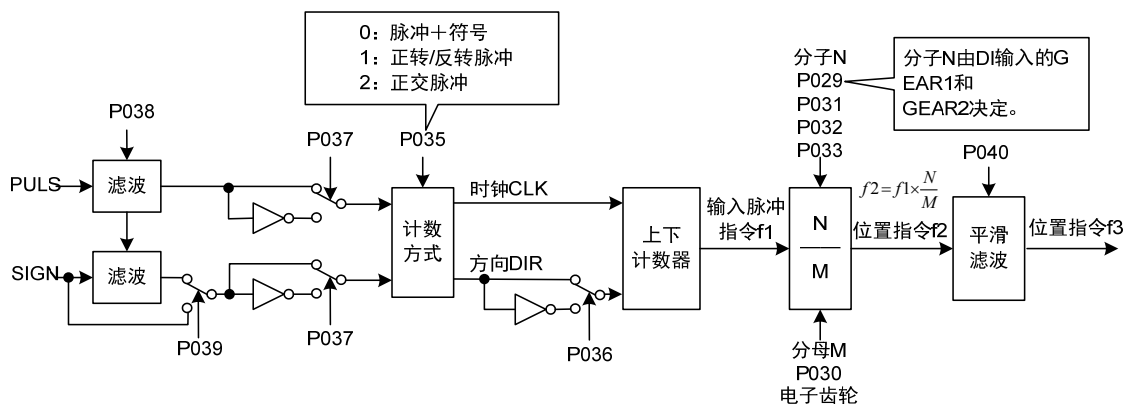 0：脉冲＋符号
1：正转/反转脉冲
2：正交脉冲
分子N
P029
P031
P032
P033
分子N由DI输入的G
EAR1和
GEAR2决定。
P038
P037
P035
P040
PULS
滤波
时钟CLK
输入脉冲
指令f1
f2=f1×N/M
计数
方式
上下
计数器
N
M
位置指令f2
平滑
滤波
位置指令f3
SIGN
滤波
方向DIR
P039
P037
P036
分母M
P030
电子齿轮